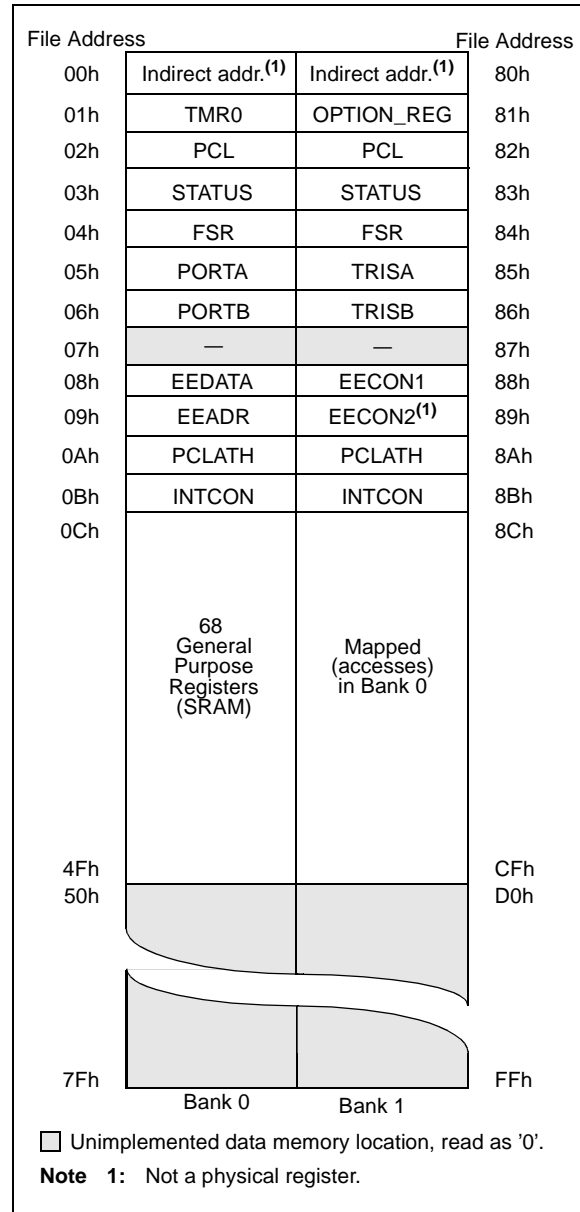 File Address File Address
00h Indirect addr.(1) Indirect addr.(1) 80h
01h TMR0 OPTION_REG 81h
02h PCL PCL 82h
03h STATUS STATUS 83h
04h FSR FSR 84h
05h PORTA TRISA 85h
06h PORTB TRISB 86h
07h — — 87h
08h EEDATA EECON1 88h
09h EEADR EECON2(1) 89h
0Ah PCLATH PCLATH 8Ah
0Bh INTCON INTCON 8Bh
0Ch 8Ch
68
General
Purpose
Registers
(SRAM)
Mapped
(accesses)
in Bank 0
4Fh CFh
50h D0h
7Fh FFh
Bank 0 Bank 1
Unimplemented data memory location, read as '0'.
Note 1: Not a physical register.